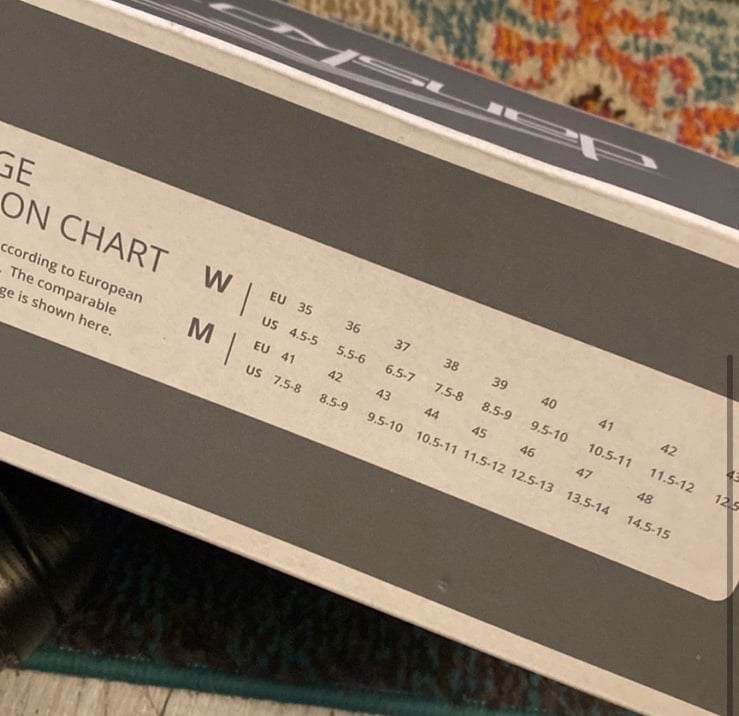 dansko
GE
ON CHART
ccording to European
. The comparable
ge is shown here.
W | EU 35 36 37 38 39 40 41 42 43
US 4.5-5 5.5-6 6.5-7 7.5-8 8.5-9 9.5-10 10.5-11 11.5-12 12.5
M | EU 41 42 43 44 45 46 47 48
US 7.5-8 8.5-9 9.5-10 10.5-11 11.5-12 12.5-13 13.5-14 14.5-15